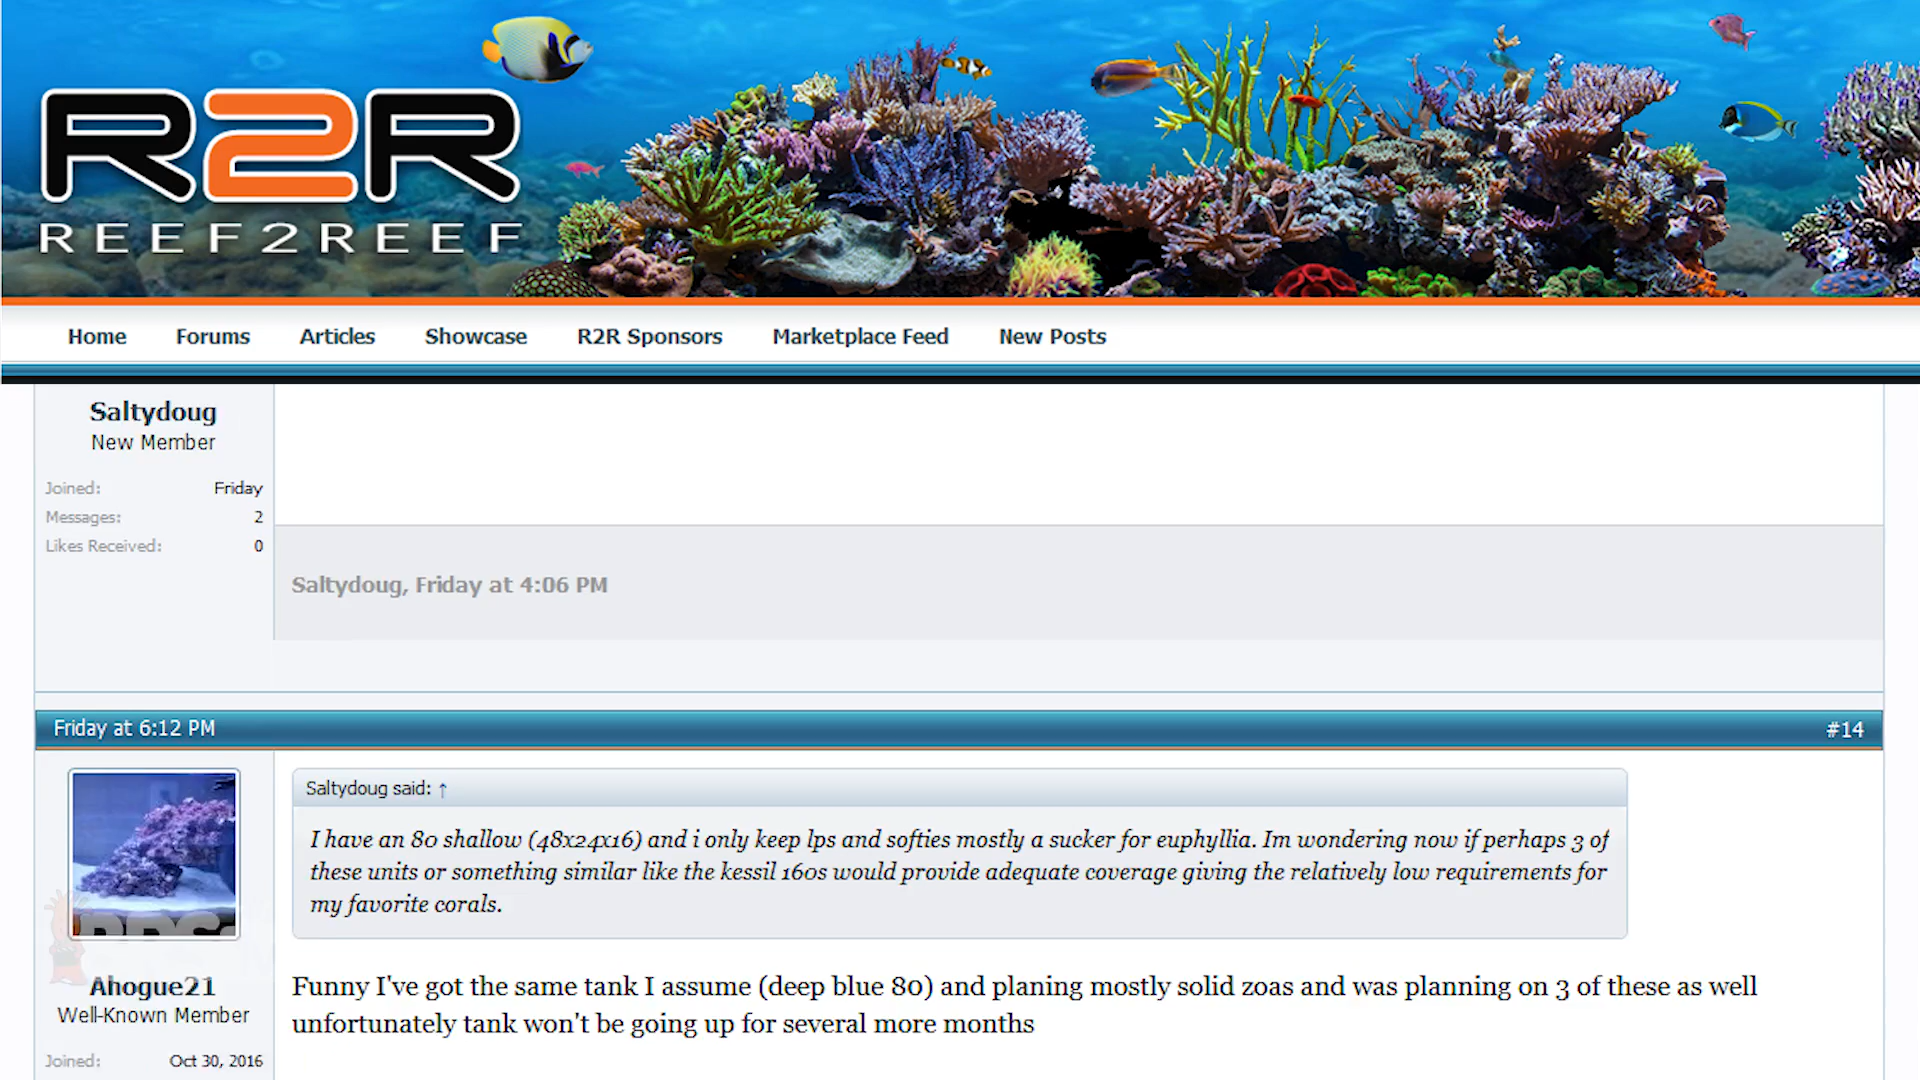 R2R
REEF2REEF
Home Forums Articles Showcase R2R Sponsors Marketplace Feed New Posts
Saltydoug
New Member
Joined: Friday
Messages: 2
Likes Received: 0
Saltydoug, Friday at 4:06 PM
Friday at 6:12 PM #14
Saltydoug said: ↑
I have an 80 shallow (48x24x16) and i only keep lps and softies mostly a sucker for euphyllia. Im wondering now if perhaps 3 of
these units or something similar like the kessil 160s would provide adequate coverage giving the relatively low requirements for
my favorite corals.
Ahogue21
Well-Known Member
Joined: Oct 30, 2016
Funny I've got the same tank I assume (deep blue 80) and planing mostly solid zoas and was planning on 3 of these as well
unfortunately tank won't be going up for several more months